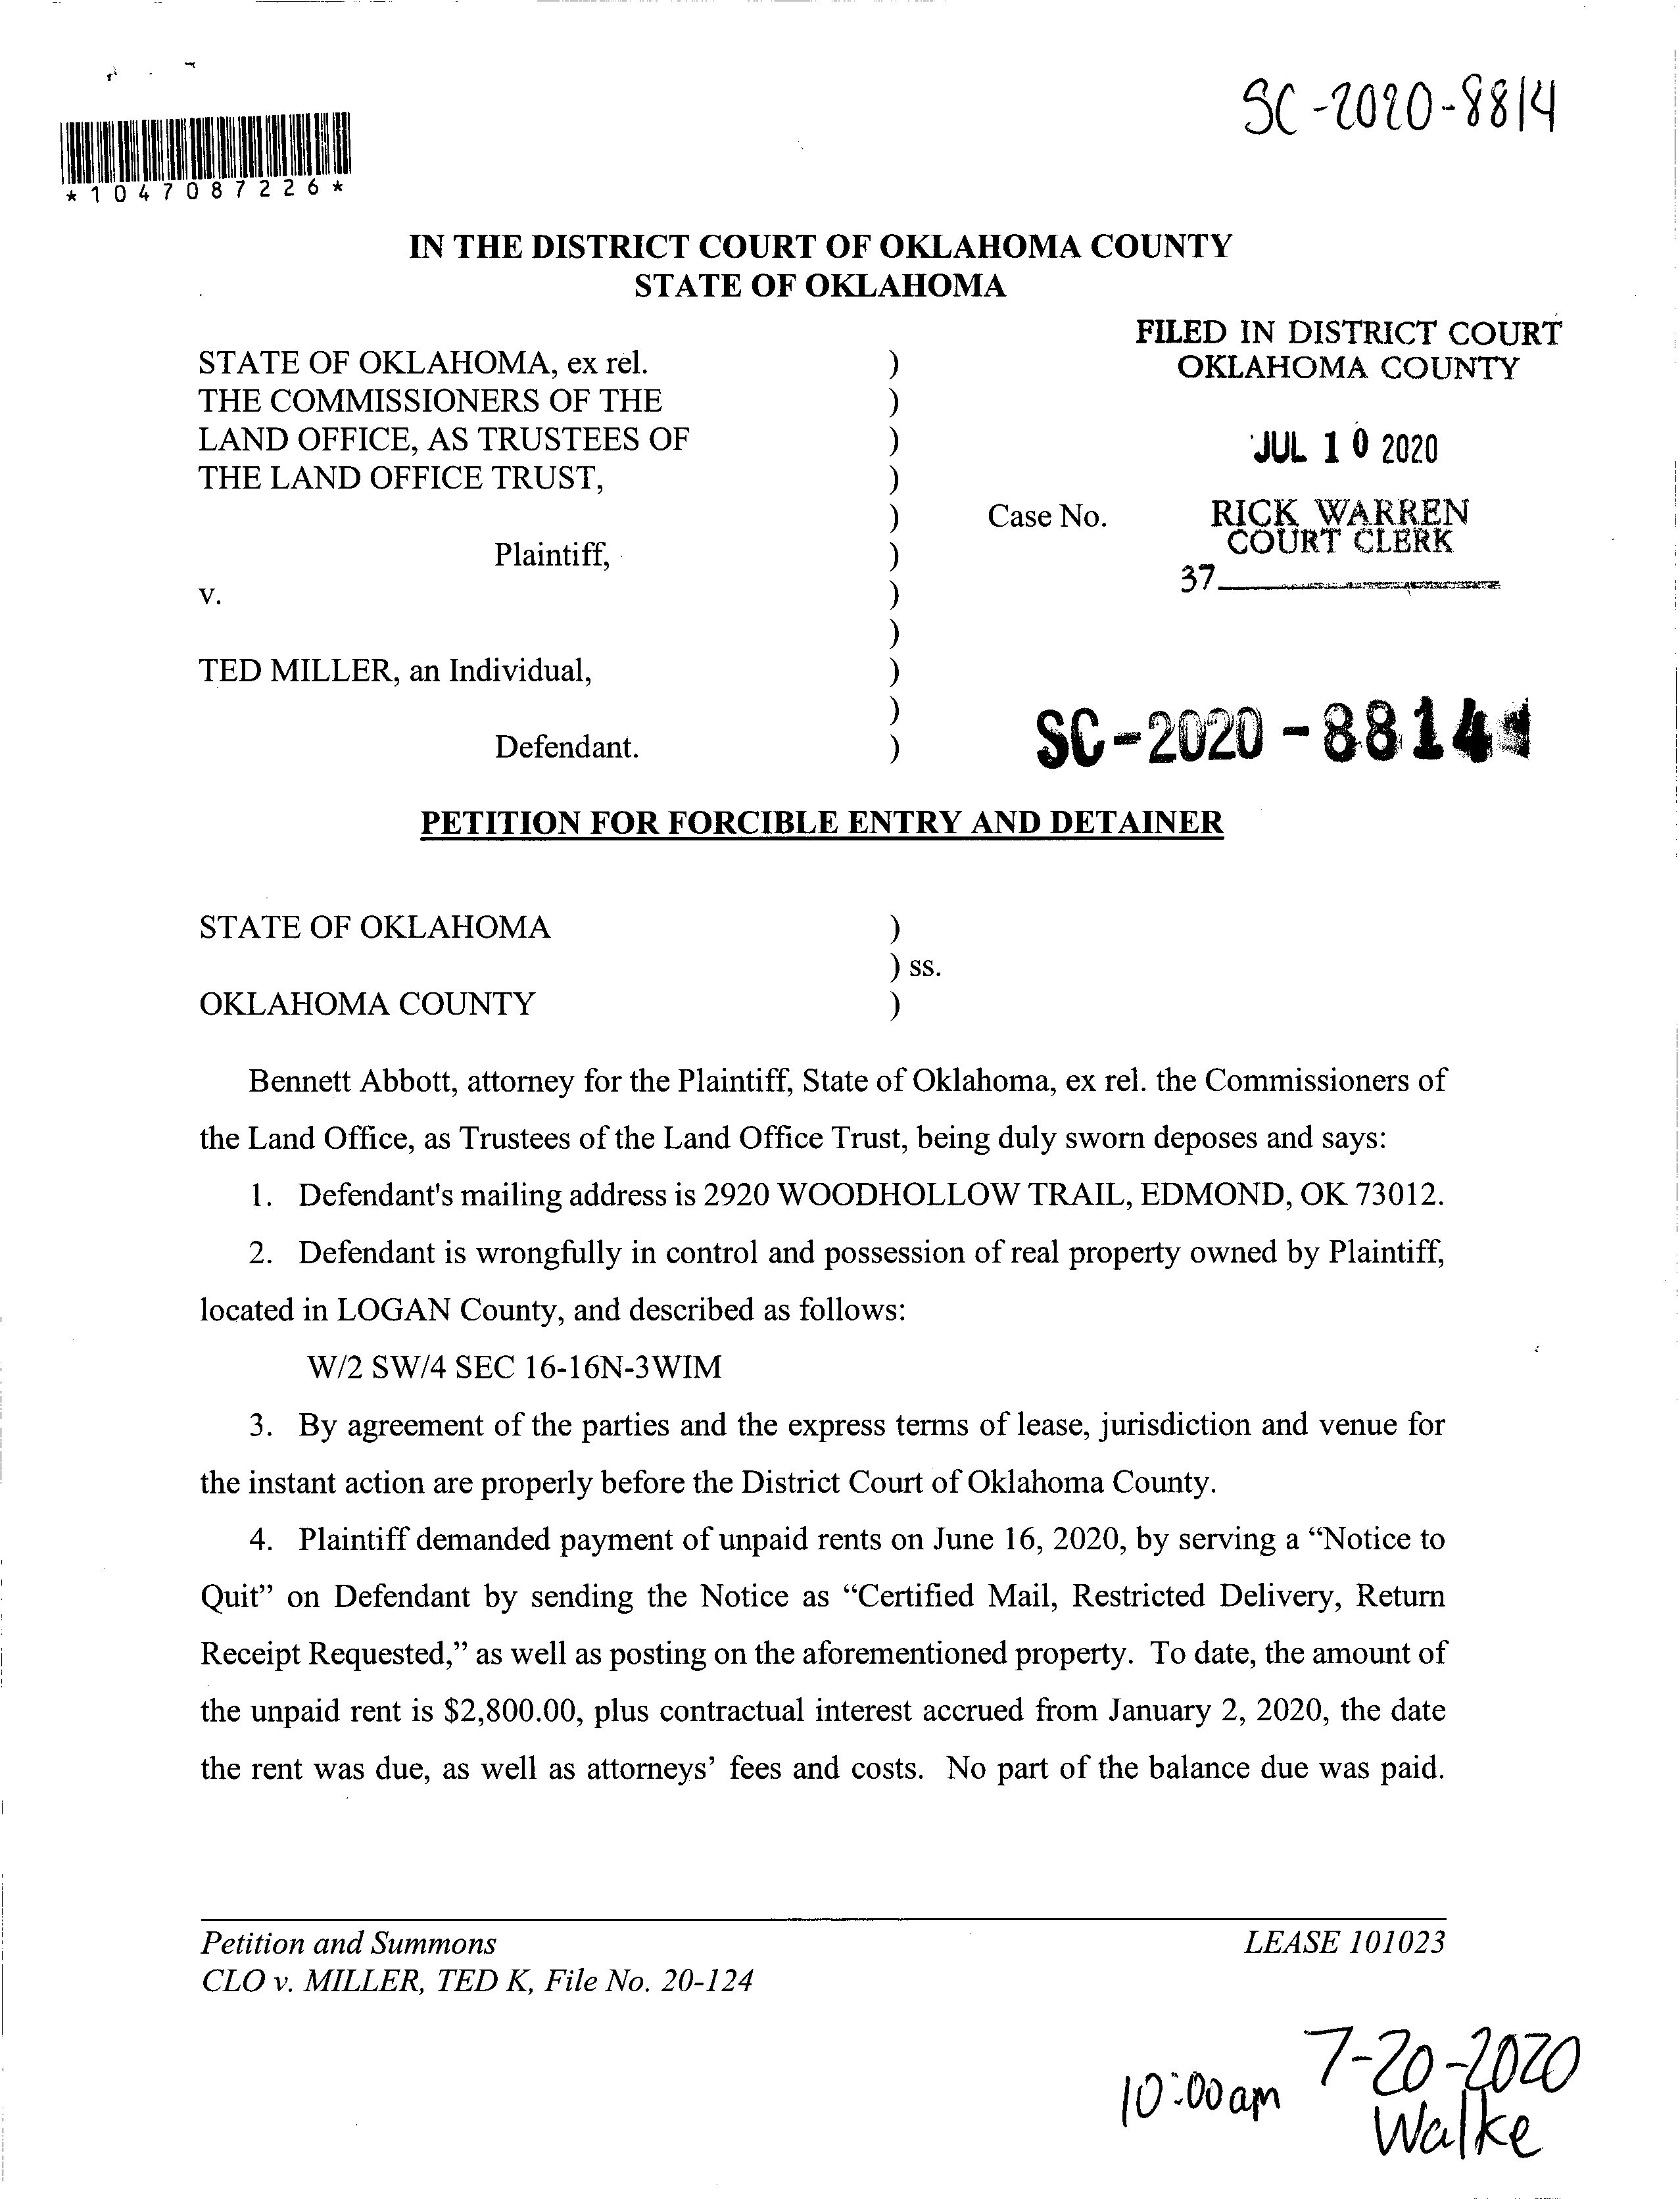 SC-2020-8814
*1047087226*
IN THE DISTRICT COURT OF OKLAHOMA COUNTY
STATE OF OKLAHOMA
FILED IN DISTRICT COURT
OKLAHOMA COUNTY
JUL 10 2020
RICK WARREN
COURT CLERK
37
STATE OF OKLAHOMA, ex rel. )
THE COMMISSIONERS OF THE )
LAND OFFICE, AS TRUSTEES OF )
THE LAND OFFICE TRUST, )
) Case No.
Plaintiff, )
v. )
)
TED MILLER, an Individual, )
)
Defendant. )
SC-2020-8814
PETITION FOR FORCIBLE ENTRY AND DETAINER
STATE OF OKLAHOMA )
) ss.
OKLAHOMA COUNTY )
Bennett Abbott, attorney for the Plaintiff, State of Oklahoma, ex rel. the Commissioners of
the Land Office, as Trustees of the Land Office Trust, being duly sworn deposes and says:
1. Defendant's mailing address is 2920 WOODHOLLOW TRAIL, EDMOND, OK 73012.
2. Defendant is wrongfully in control and possession of real property owned by Plaintiff,
located in LOGAN County, and described as follows:
W/2 SW/4 SEC 16-16N-3WIM
3. By agreement of the parties and the express terms of lease, jurisdiction and venue for
the instant action are properly before the District Court of Oklahoma County.
4. Plaintiff demanded payment of unpaid rents on June 16, 2020, by serving a “Notice to
Quit” on Defendant by sending the Notice as “Certified Mail, Restricted Delivery, Return
Receipt Requested,” as well as posting on the aforementioned property. To date, the amount of
the unpaid rent is $2,800.00, plus contractual interest accrued from January 2, 2020, the date
the rent was due, as well as attorneys’ fees and costs. No part of the balance due was paid.
Petition and Summons LEASE 101023
CLO v. MILLER, TED K, File No. 20-124
10:00am 7-20-2020
Walke